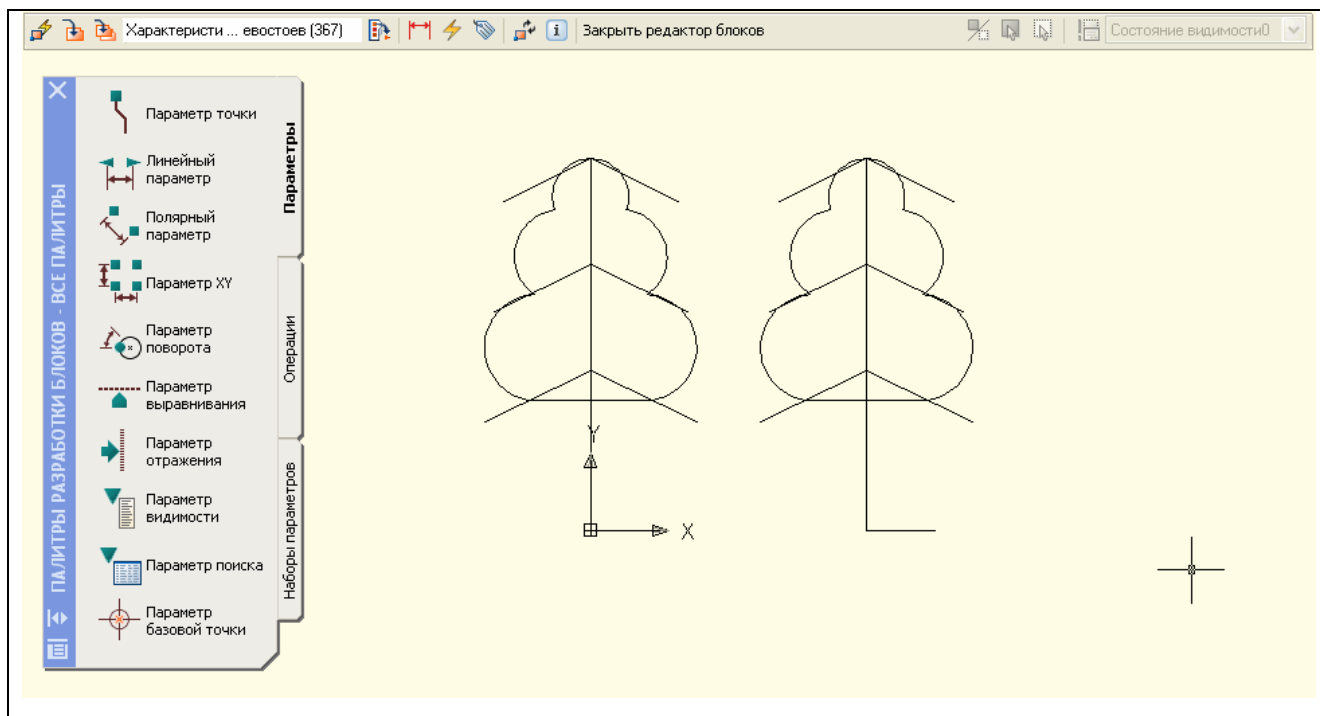 Характеристи ... евостоев (367) Закрыть редактор блоков Состояние видимости0
ПАЛИТРЫ РАЗРАБОТКИ БЛОКОВ - ВСЕ ПАЛИТРЫ
Параметр точки
Линейный
параметр
Полярный
параметр
Параметр XY
Параметр
поворота
Параметр
выравнивания
Параметр
отражения
Параметр
видимости
Параметр поиска
Параметр
базовой точки
Параметры
Операции
Наборы параметров
Y
X